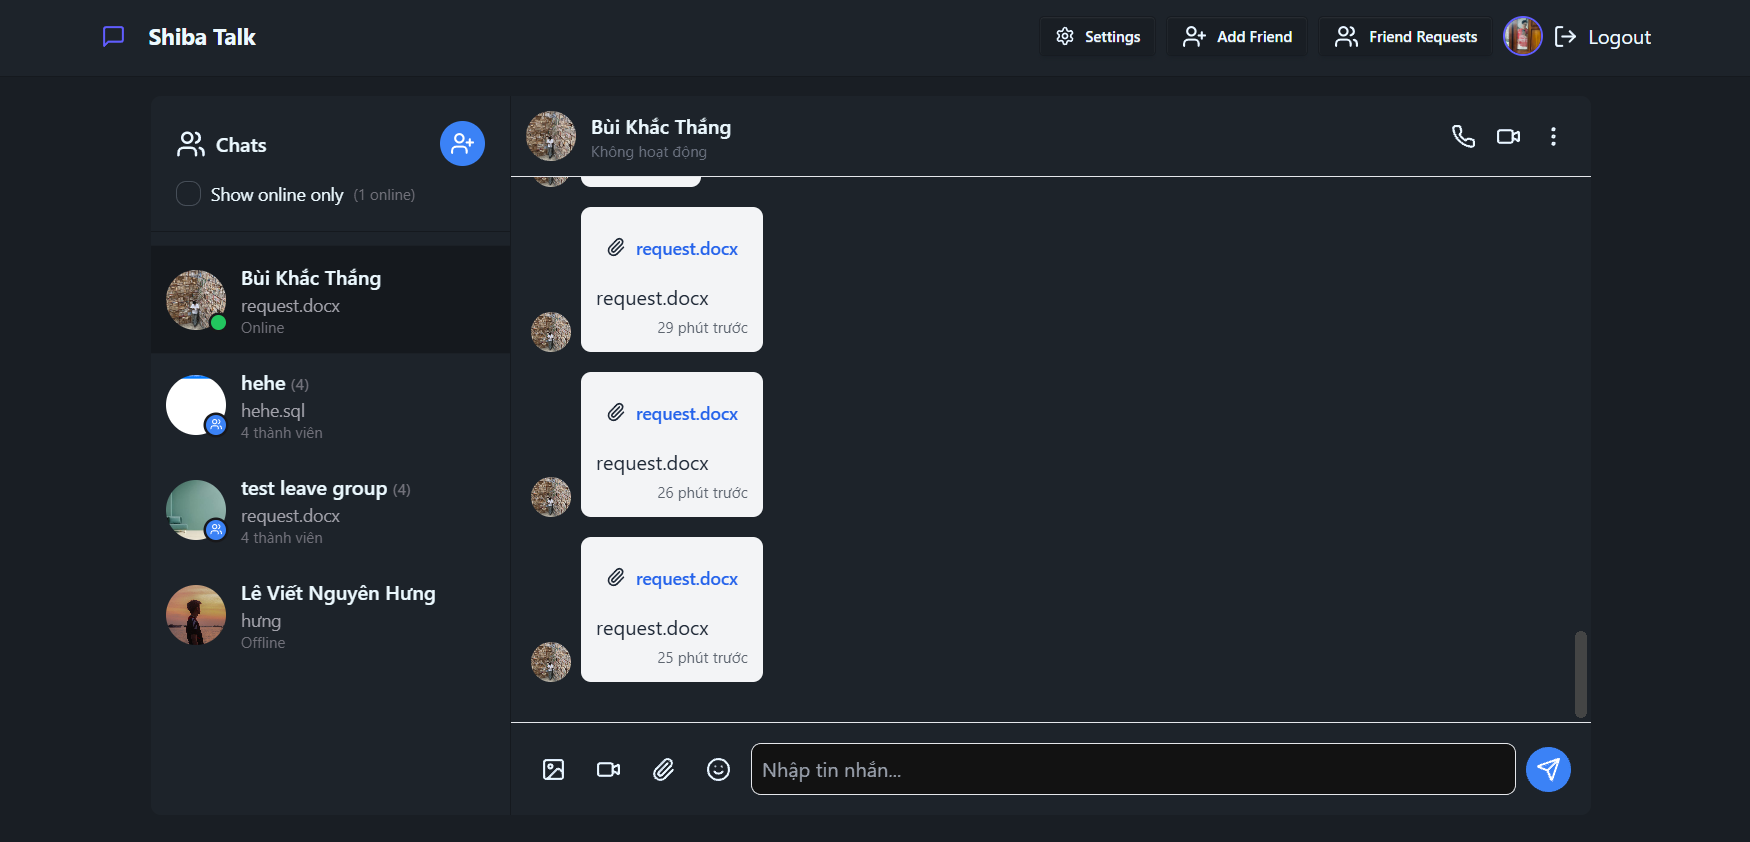 Shiba Talk
Settings
Add Friend
Friend Requests
Logout
Chats
Show online only (1 online)
Bùi Khắc Thắng
request.docx
Online
hehe (4)
hehe.sql
4 thành viên
test leave group (4)
request.docx
4 thành viên
Lê Viết Nguyên Hưng
hưng
Offline
Bùi Khắc Thắng
Không hoạt động
request.docx
request.docx
29 phút trước
request.docx
request.docx
26 phút trước
request.docx
request.docx
25 phút trước
Nhập tin nhắn...